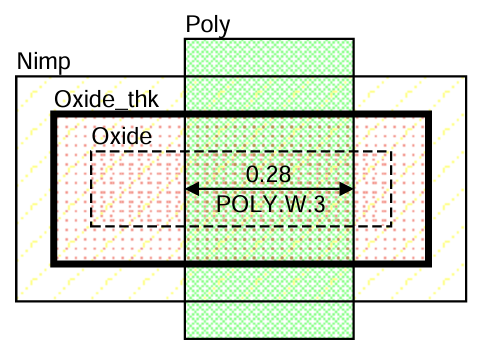 Poly
Nimp
Oxide_thk
Oxide
0.28
POLY.W.3